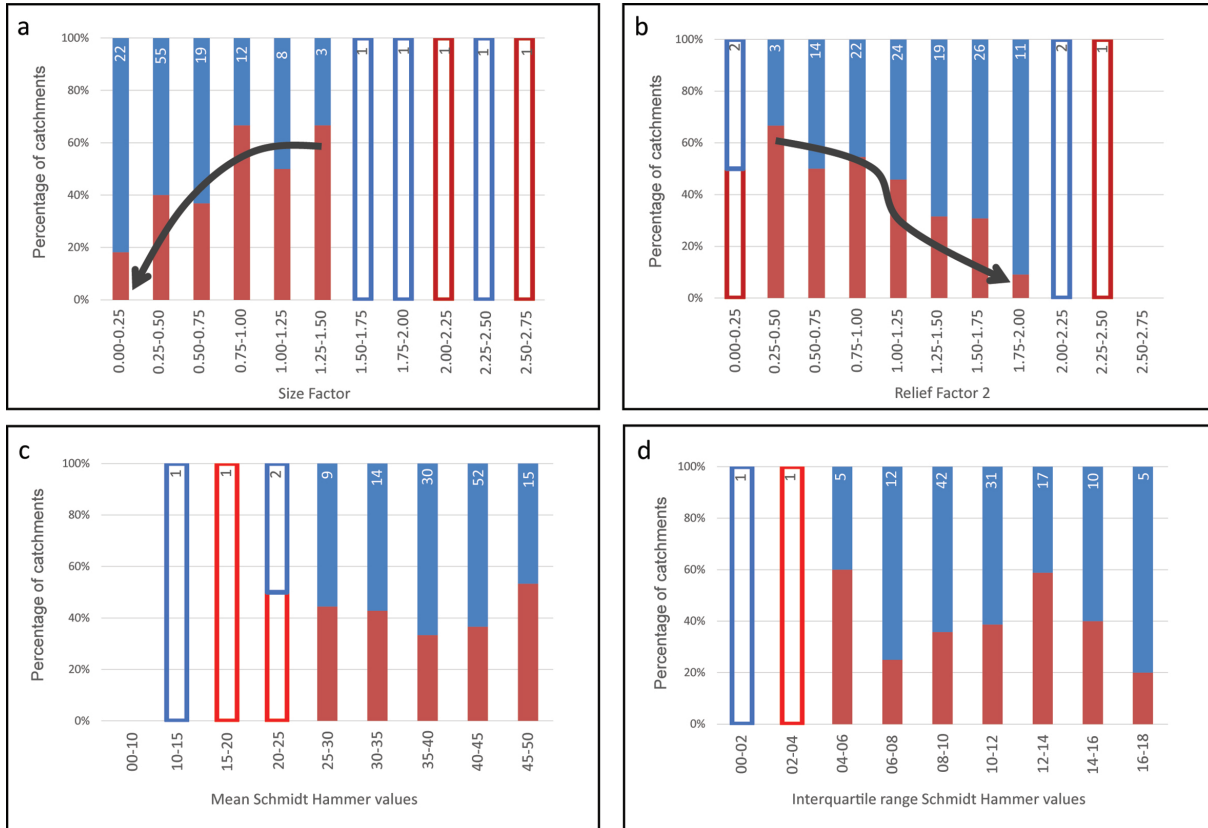 a
100%
80%
60%
40%
20%
0%
Percentage of catchments
22 55 19 12 8 3 1 1 1 1 1
0.00-0.25 0.25-0.50 0.50-0.75 0.75-1.00 1.00-1.25 1.25-1.50 1.50-1.75 1.75-2.00 2.00-2.25 2.25-2.50 2.50-2.75
Size Factor
b
100%
80%
60%
40%
20%
0%
Percentage of catchments
2 3 14 22 24 19 26 11 2 1
0.00-0.25 0.25-0.50 0.50-0.75 0.75-1.00 1.00-1.25 1.25-1.50 1.50-1.75 1.75-2.00 2.00-2.25 2.25-2.50 2.50-2.75
Relief Factor 2
c
100%
80%
60%
40%
20%
0%
Percentage of catchments
1 1 2 9 14 30 52 15
00-10 10-15 15-20 20-25 25-30 30-35 35-40 40-45 45-50
Mean Schmidt Hammer values
d
100%
80%
60%
40%
20%
0%
Percentage of catchments
1 1 5 12 42 31 17 10 5
00-02 02-04 04-06 06-08 08-10 10-12 12-14 14-16 16-18
Interquartile range Schmidt Hammer values